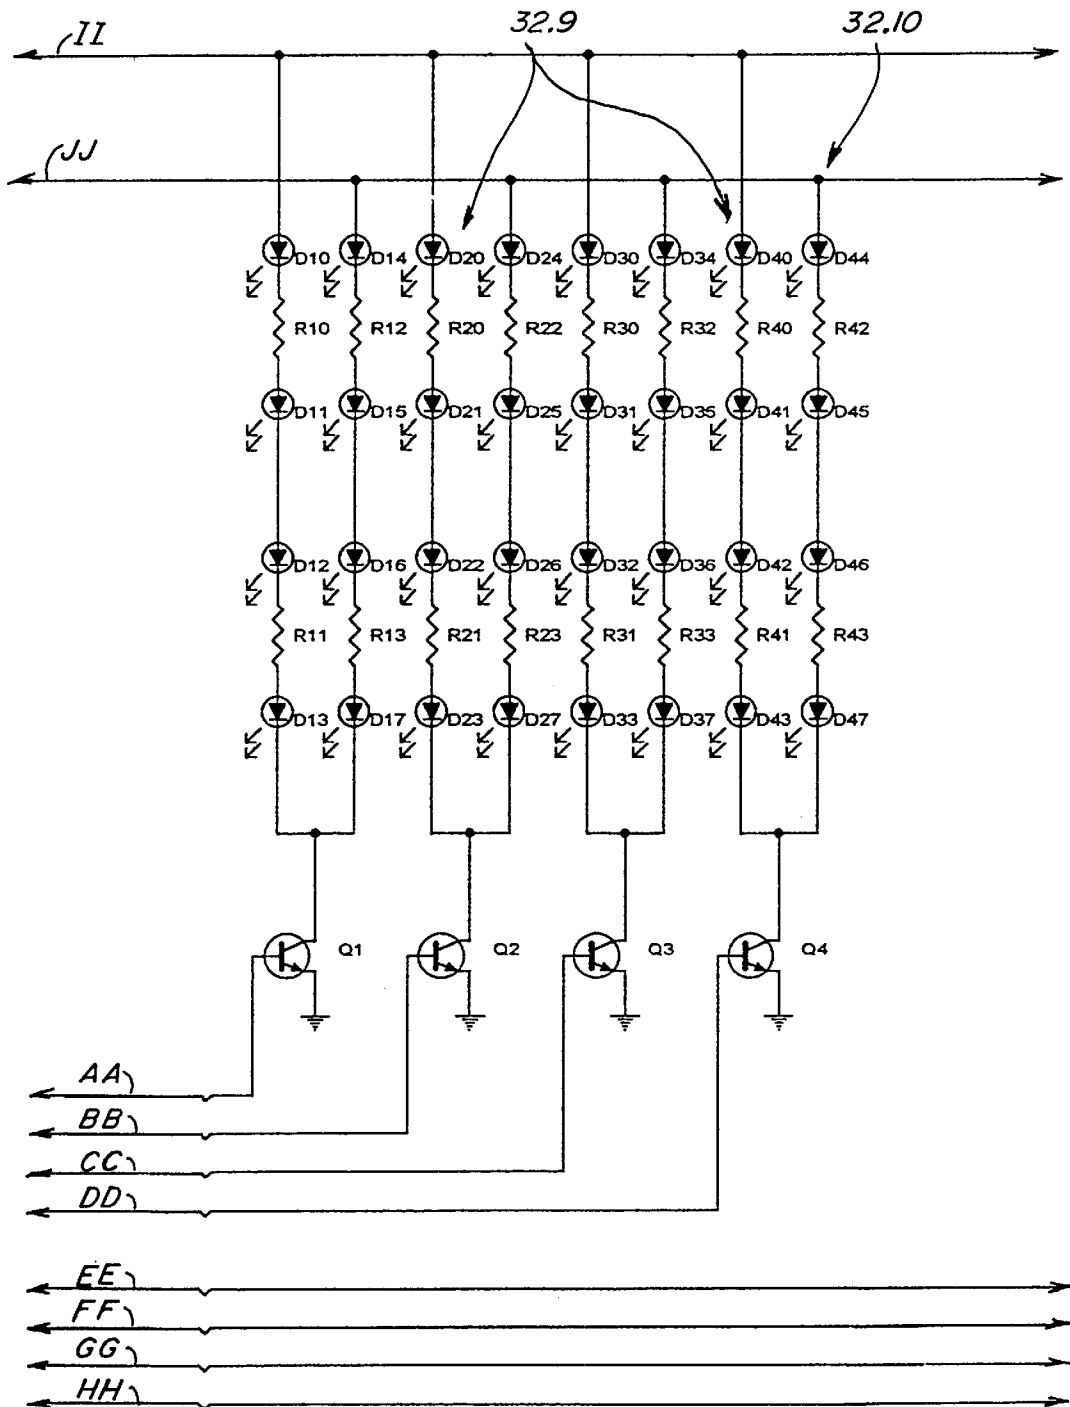 II 32.9 32.10
JJ
D10 D14 D20 D24 D30 D34 D40 D44
R10 R12 R20 R22 R30 R32 R40 R42
D11 D15 D21 D25 D31 D35 D41 D45
D12 D16 D22 D26 D32 D36 D42 D46
R11 R13 R21 R23 R31 R33 R41 R43
D13 D17 D23 D27 D33 D37 D43 D47
Q1 Q2 Q3 Q4
AA
BB
CC
DD
EE
FF
GG
HH